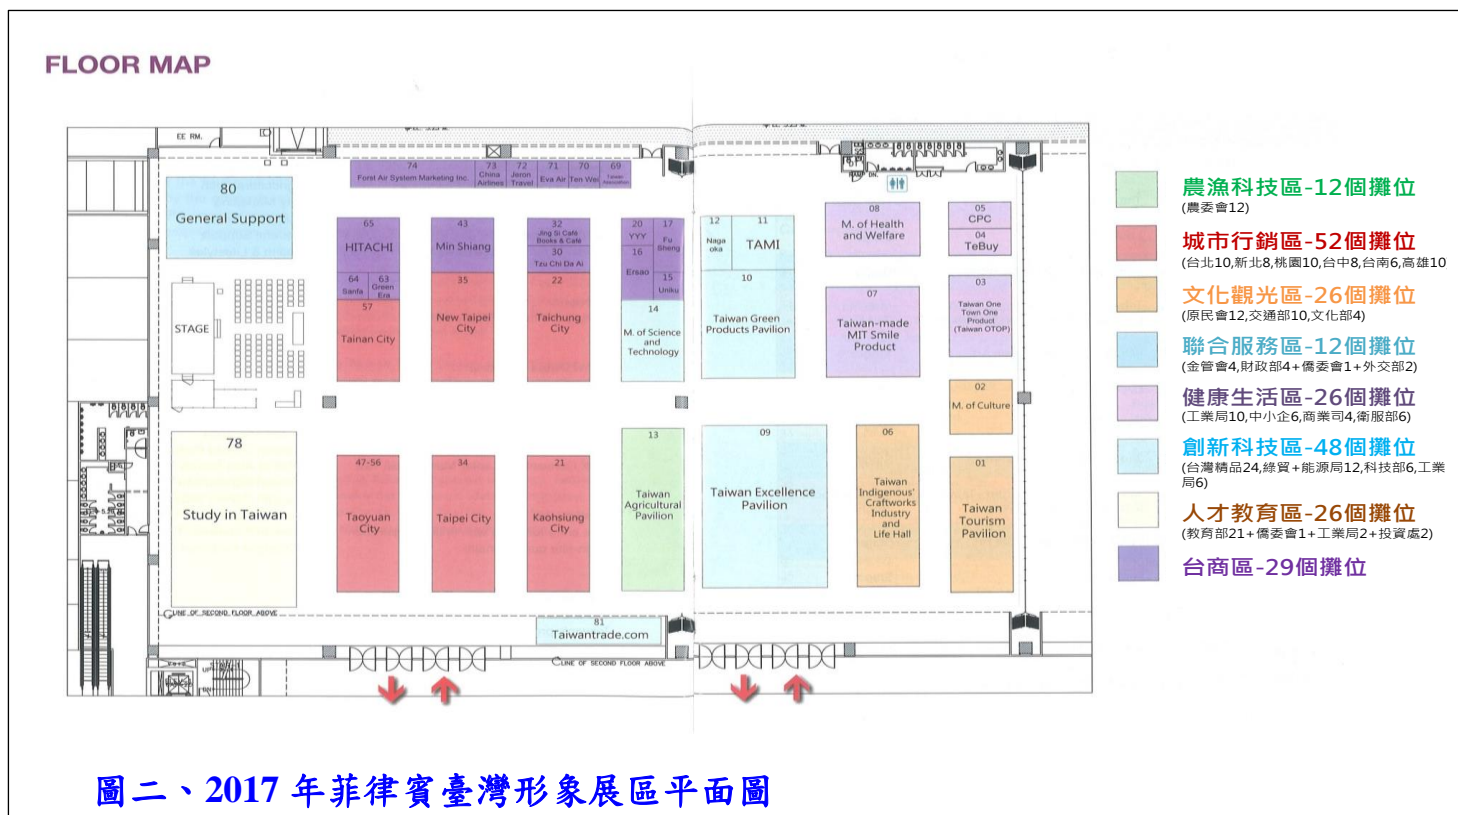 FLOOR MAP
EE RM.
74
Forst Air System Marketing Inc.
73
China
Airlines
72
Jeron
Travel
71
Eva Air
70
Ten Wei
69
80
General Support
65
HITACHI
64
Sanfa
63
Green
Era
57
Tainan City
43
Min Shiang
35
New Taipei
City
32
Jing Si Café
Books & Café
30
Tzu Chi Da Ai
22
Taichung
City
20
YYY
16
Ersao
17
Fu
Sheng
15
Uniku
14
M. of Science
and
Technology
12
Naga
oka
11
TAMI
10
Taiwan Green
Products Pavilion
08
M. of Health
and Welfare
07
Taiwan-made
MIT Smile
Product
05
CPC
04
TeBuy
03
Taiwan One
Town One
Product
(Taiwan OTOP)
02
M. of Culture
STAGE
78
Study in Taiwan
47-56
Taoyuan
City
34
Taipei City
21
Kaohsiung
City
13
Taiwan
Agricultural
Pavilion
09
Taiwan Excellence
Pavilion
06
Taiwan
Indigenous'
Craftworks
Industry
and
Life Hall
01
Taiwan
Tourism
Pavilion
LINE OF SECOND FLOOR ABOVE
81
Taiwantrade.com
LINE OF SECOND FLOOR ABOVE
UP
DN.
農漁科技區-12個攤位
(農委會12)
城市行銷區-52個攤位
(台北10,新北8,桃園10,台中8,台南6,高雄10
文化觀光區-26個攤位
(原民會12,交通部10,文化部4)
聯合服務區-12個攤位
(金管會4,財政部4+僑委會1+外交部2)
健康生活區-26個攤位
(工業局10,中小企6,商業司4,衛服部6)
創新科技區-48個攤位
(台灣精品24,綠貿+能源局12,科技部6,工業
局6)
人才教育區-26個攤位
(教育部21+僑委會1+工業局2+投資處2)
台商區-29個攤位
圖二、2017 年菲律賓臺灣形象展區平面圖